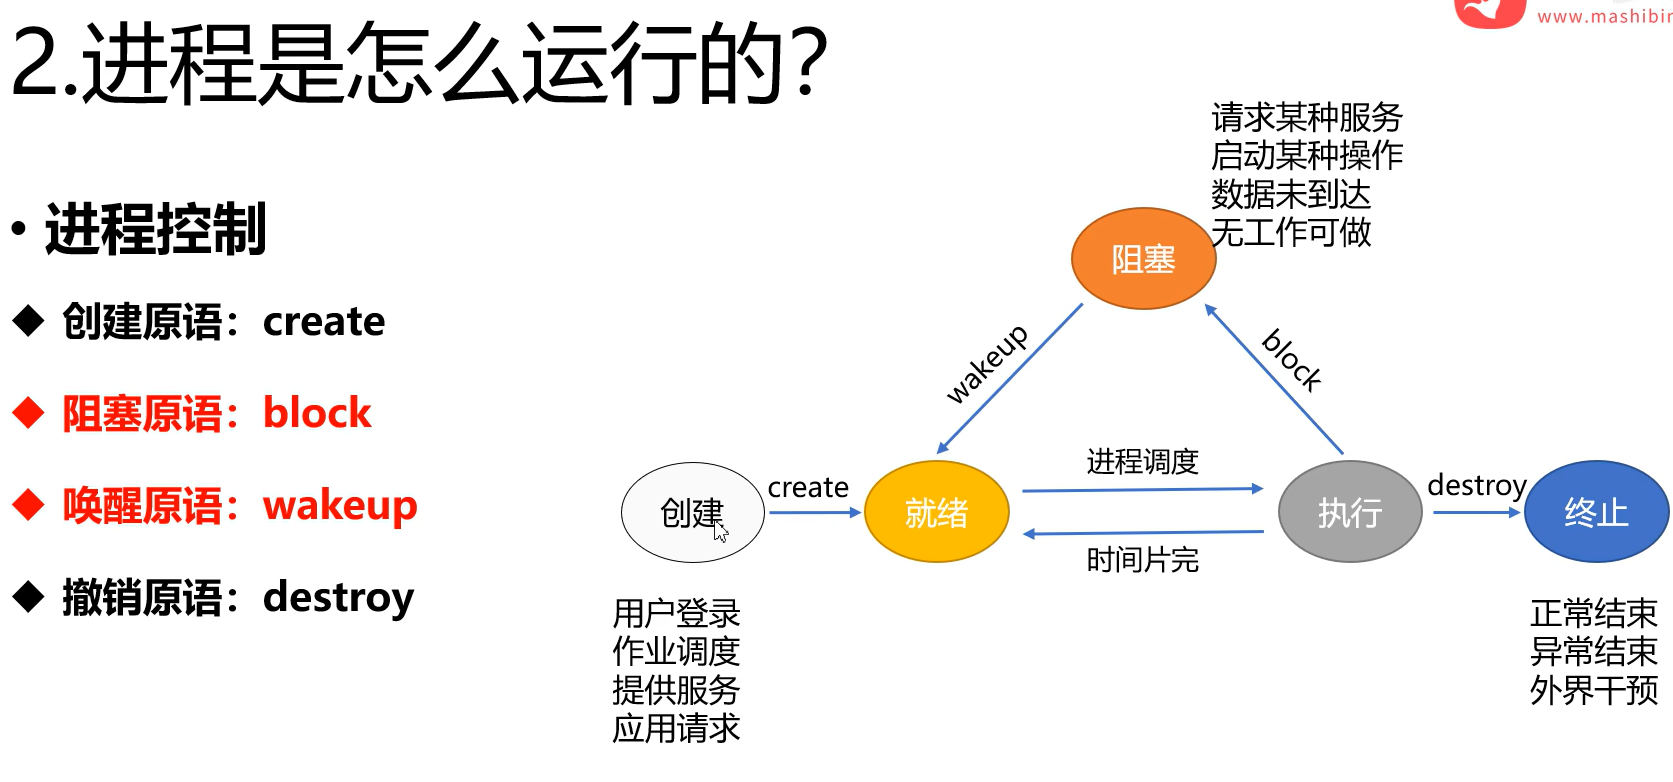 www.mashibir
2.进程是怎么运行的?
• 进程控制
◆ 创建原语：create
◆ 阻塞原语：block
◆ 唤醒原语：wakeup
◆ 撤销原语：destroy
请求某种服务
启动某种操作
数据未到达
无工作可做
阻塞
wakeup
block
创建
create
就绪
进程调度
时间片完
执行
destroy
终止
用户登录
作业调度
提供服务
应用请求
正常结束
异常结束
外界干预